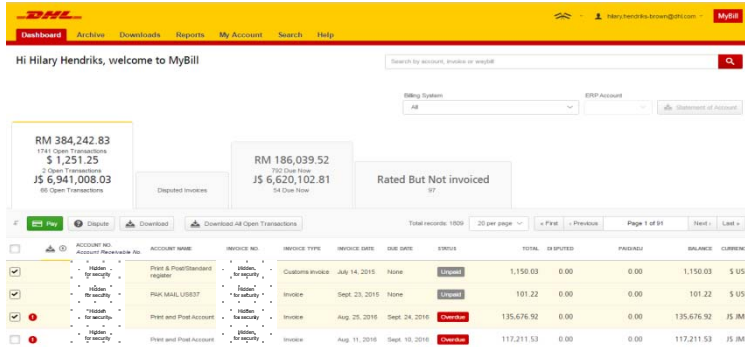 DHL
hilary.hendriks.brown@dhl.com MyBill
Dashboard Archive Downloads Reports My Account Search Help
Hi Hilary Hendriks, welcome to MyBill
Search by account, invoice or waybill
Billing System ERP Account
All Statement of Account
RM 384,242.83
1741 Open Transactions
$ 1,251.25
2 Open Transactions
J$ 6,941,008.03
66 Open Transactions
Disputed Invoices
RM 186,039.52
792 Due Now
J$ 6,620,102.81
54 Due Now
Rated But Not invoiced
97
Pay Dispute Download Download All Open Transactions Total records: 1809 20 per page « First ‹ Previous Page 1 of 91 Next › Last »
ACCOUNT NO. ACCOUNT NAME INVOICE NO. INVOICE TYPE INVOICE DATE DUE DATE STATUS TOTAL DISPUTED PAID/ADJ BALANCE CURRENC
Account Receivable No
Hidden for security Print & Post/Standard register Hidden for security Customs invoice July 14, 2015 None Unpaid 1,150.03 0.00 0.00 1,150.03 $ US
Hidden for security PAK MAIL US637 Hidden for security Invoice Sept. 23, 2015 None Unpaid 101.22 0.00 0.00 101.22 $ US
Hidden for security Print and Post Account Hidden for security Invoice Aug. 25, 2016 Sept. 24, 2016 Overdue 135,676.92 0.00 0.00 135,676.92 J$ JM
Hidden for security Print and Post Account Hidden for security Invoice Aug. 11, 2016 Sept. 10, 2016 Overdue 117,211.53 0.00 0.00 117,211.53 J$ JM